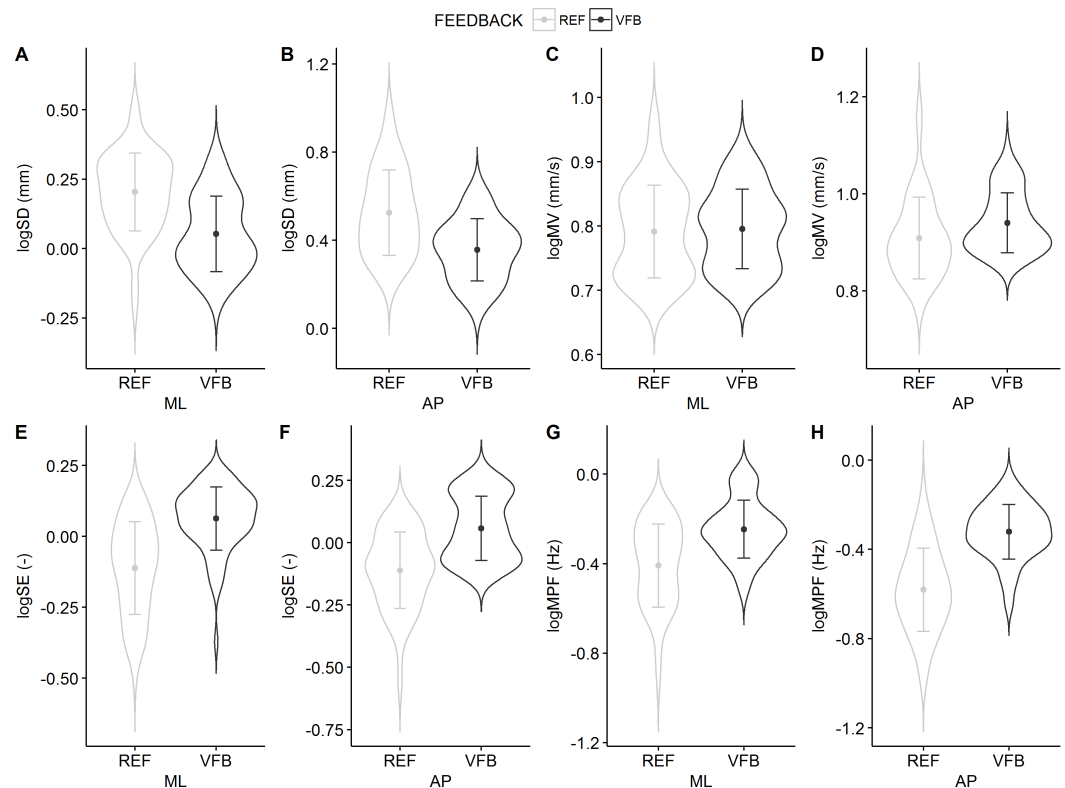 FEEDBACK REF VFB
A
logSD (mm)
0.50
0.25
0.00
-0.25
REF VFB
ML
B
logSD (mm)
1.2
0.8
0.4
0.0
REF VFB
AP
C
logMV (mm/s)
1.0
0.9
0.8
0.7
0.6
REF VFB
ML
D
logMV (mm/s)
1.2
1.0
0.8
REF VFB
AP
E
logSE (-)
0.25
0.00
-0.25
-0.50
REF VFB
ML
F
logSE (-)
0.25
0.00
-0.25
-0.50
-0.75
REF VFB
AP
G
logMPF (Hz)
0.0
-0.4
-0.8
-1.2
REF VFB
ML
H
logMPF (Hz)
0.0
-0.4
-0.8
-1.2
REF VFB
AP